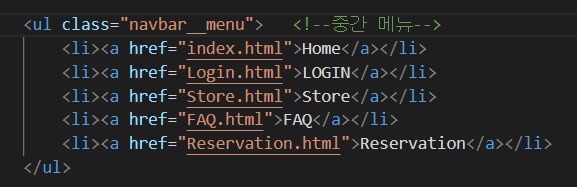 <ul class="navbar__menu">   <!--중간 메뉴-->
    <li><a href="index.html">Home</a></li>
    <li><a href="Login.html">LOGIN</a></li>
    <li><a href="Store.html">Store</a></li>
    <li><a href="FAQ.html">FAQ</a></li>
    <li><a href="Reservation.html">Reservation</a></li>
</ul>